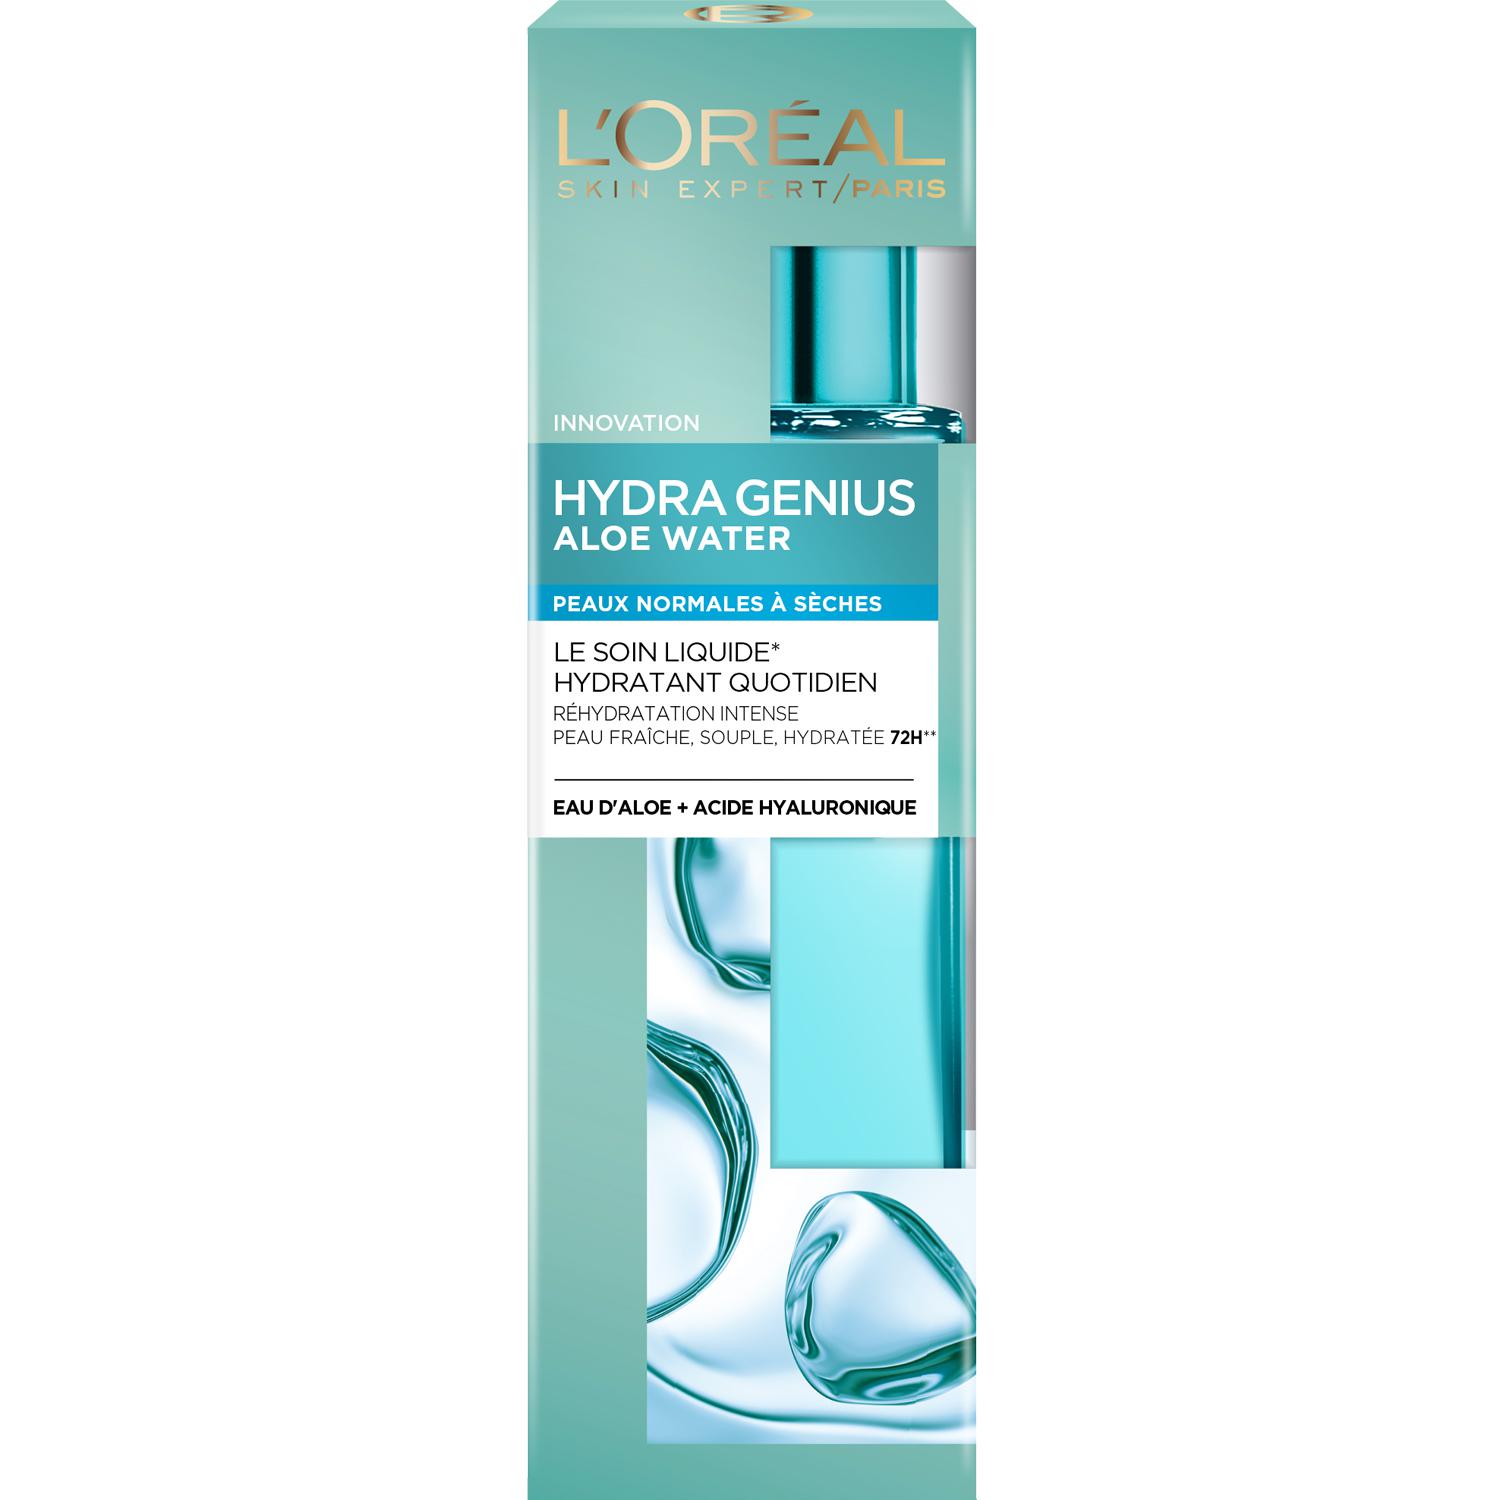 L'ORÉAL
SKIN EXPERT/PARIS
INNOVATION
HYDRA GENIUS
ALOE WATER
PEAUX NORMALES À SÈCHES
LE SOIN LIQUIDE*
HYDRATANT QUOTIDIEN
RÉHYDRATATION INTENSE
PEAU FRAÎCHE, SOUPLE, HYDRATÉE 72H**
EAU D'ALOE + ACIDE HYALURONIQUE